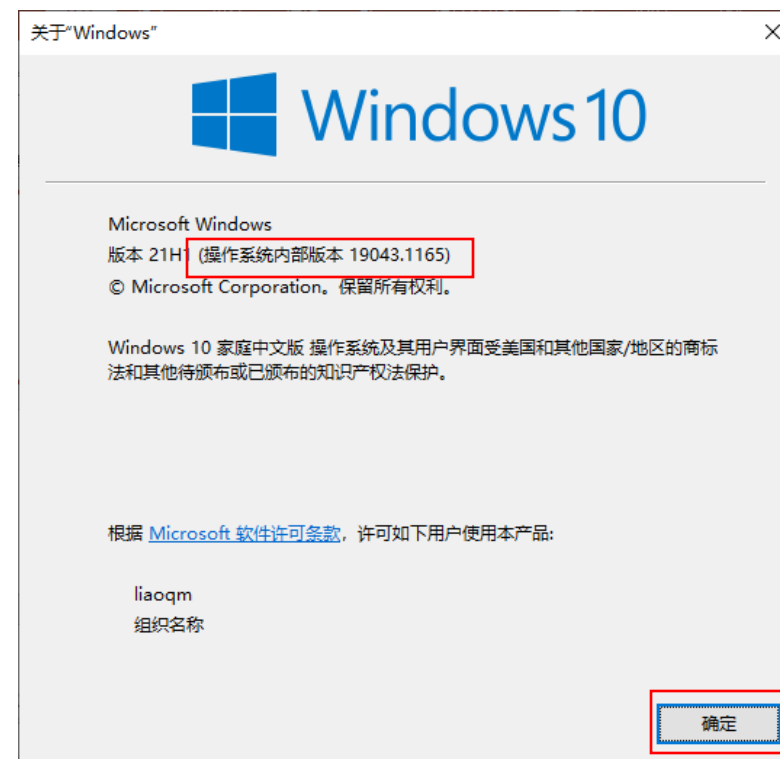 关于“Windows”
Windows 10
Microsoft Windows
版本 21H1 (操作系统内部版本 19043.1165)
© Microsoft Corporation。保留所有权利。
Windows 10 家庭中文版 操作系统及其用户界面受美国和其他国家/地区的商标
法和其他待颁布或已颁布的知识产权法保护。
根据 Microsoft 软件许可条款，许可如下用户使用本产品:
liaoqm
组织名称
确定